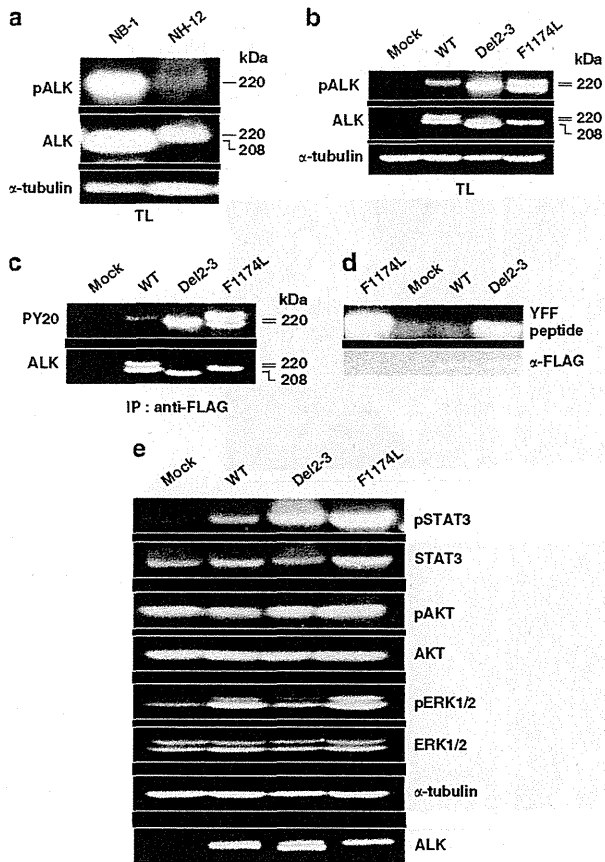 a
NB-1 NH-12
kDa
pALK 220
ALK 220
208
α-tubulin
TL
b
Mock WT Del2-3 F1174L
kDa
pALK 220
ALK 220
208
α-tubulin
TL
c
Mock WT Del2-3 F1174L
kDa
PY20 220
ALK 220
208
IP : anti-FLAG
d
F1174L Mock WT Del2-3
YFF
peptide
α-FLAG
e
Mock WT Del2-3 F1174L
pSTAT3
STAT3
pAKT
AKT
pERK1/2
ERK1/2
α-tubulin
ALK